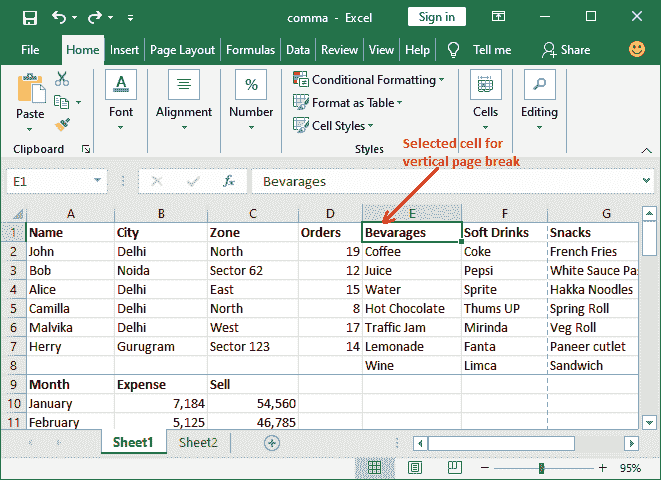 comma - Excel
Sign in
File Home Insert Page Layout Formulas Data Review View Help Tell me Share
Paste
Clipboard
Font
Alignment
Number
Conditional Formatting
Format as Table
Cell Styles
Styles
Cells
Editing
Selected cell for
vertical page break
E1 fx Bevarages
A B C D E F G
1 Name City Zone Orders Bevarages Soft Drinks Snacks
2 John Delhi North 19 Coffee Coke French Fries
3 Bob Noida Sector 62 12 Juice Pepsi White Sauce Pa
4 Alice Delhi East 15 Water Sprite Hakka Noodles
5 Camilla Delhi North 8 Hot Chocolate Thums UP Spring Roll
6 Malvika Delhi West 17 Traffic Jam Mirinda Veg Roll
7 Herry Gurugram Sector 123 14 Lemonade Fanta Paneer cutlet
8 Wine Limca Sandwich
9 Month Expense Sell
10 January 7,184 54,560
11 February 5,125 46,785
Sheet1 Sheet2
95%